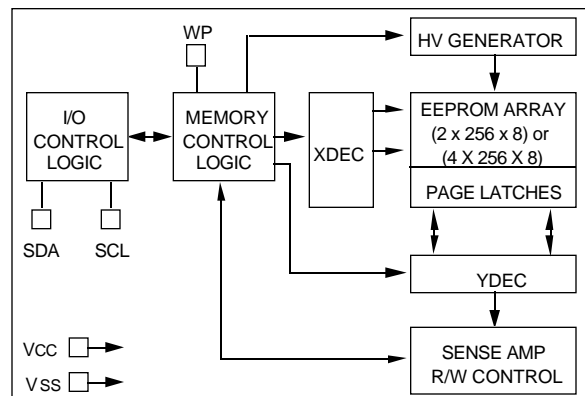 WP
HV GENERATOR
I/O
CONTROL
LOGIC
MEMORY
CONTROL
LOGIC
XDEC
EEPROM ARRAY
(2 x 256 x 8) or
(4 X 256 X 8)
PAGE LATCHES
SDA
SCL
YDEC
VCC
VSS
SENSE AMP
R/W CONTROL